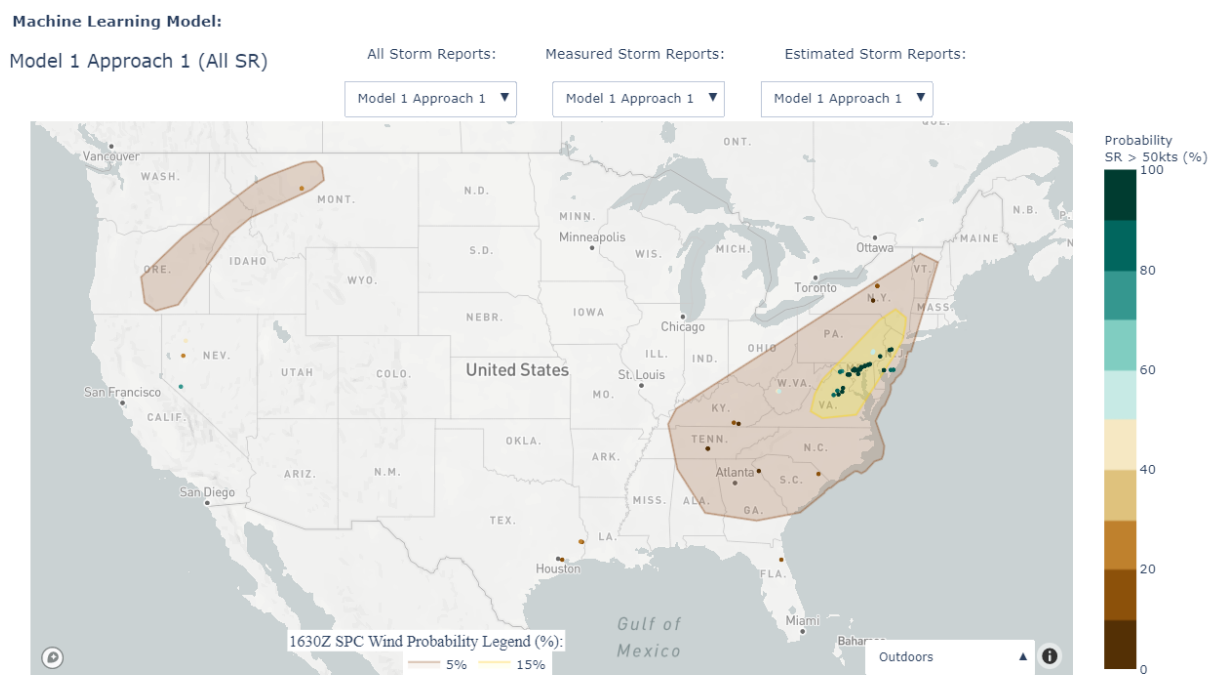 Machine Learning Model:
Model 1 Approach 1 (All SR)
All Storm Reports:
Measured Storm Reports:
Estimated Storm Reports:
Model 1 Approach 1 ▼
Model 1 Approach 1 ▼
Model 1 Approach 1 ▼
Probability
SR > 50kts (%)
100
80
60
40
20
0
ONT.
Vancouver
WASH.
MONT.
N.D.
MINN.
Minneapolis
Ottawa
MAINE
N.B.
ORE.
IDAHO
S.D.
WIS.
MICH.
VT.
Toronto
N.Y.
MASS.
WYO.
IOWA
Chicago
PA.
NEBR.
OHIO
N.J.
NEV.
UTAH
COLO.
United States
ILL.
IND.
St. Louis
W.VA.
San Francisco
CALIF.
MO.
KY.
VA.
OKLA.
TENN.
N.C.
ARIZ.
N.M.
ARK.
Atlanta
S.C.
San Diego
MISS.
ALA.
GA.
TEX.
LA.
Houston
FLA.
Gulf of
Mexico
Miami
1630Z SPC Wind Probability Legend (%):
5%
15%
Outdoors ▲